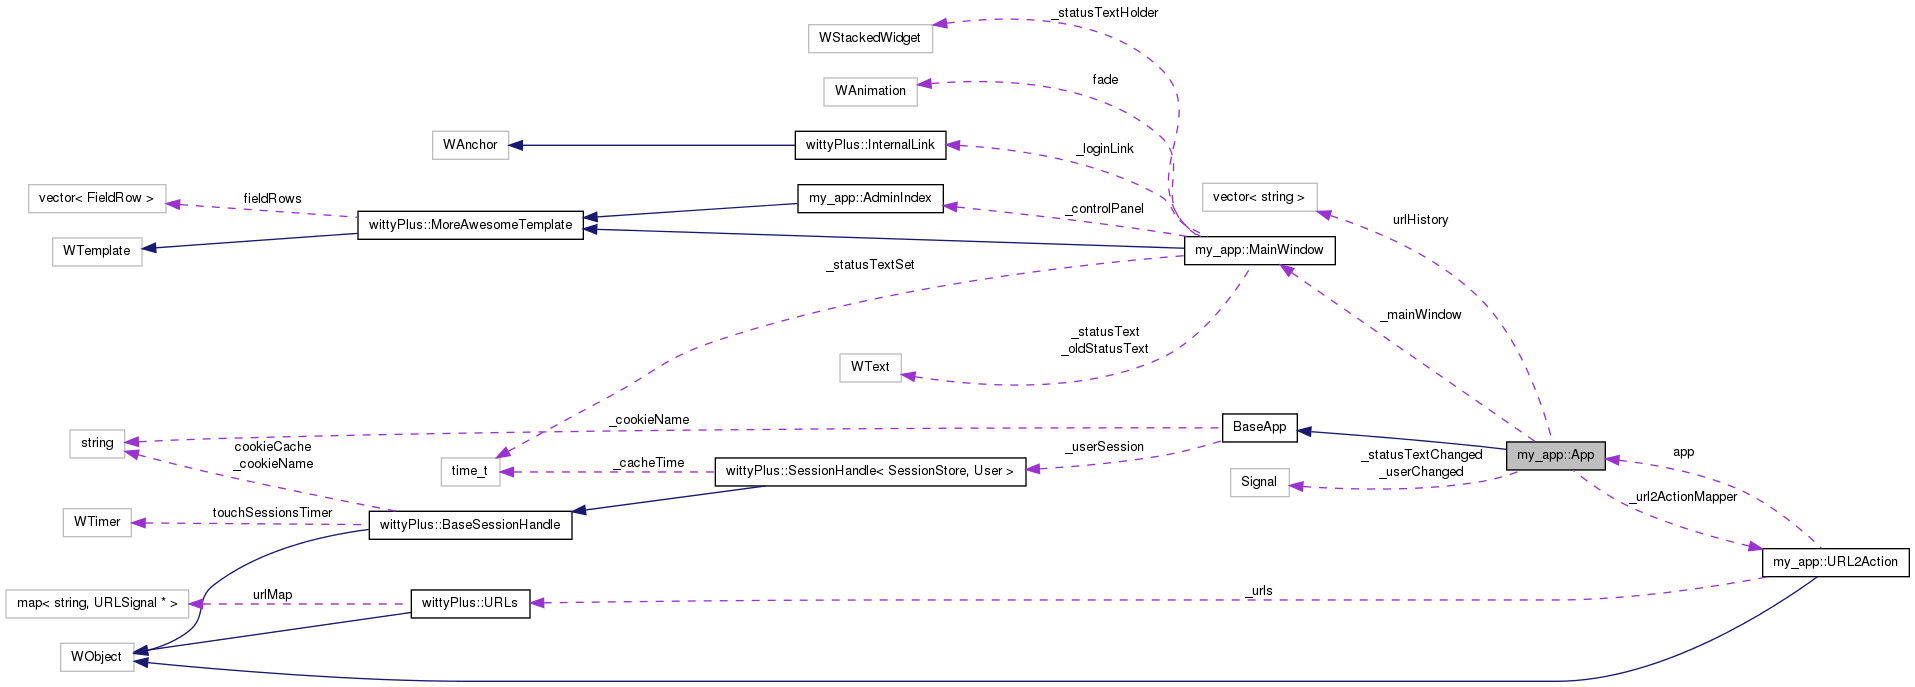 _statusTextHolder
WStackedWidget
fade
WAnimation
WAnchor
wittyPlus::InternalLink
_loginLink
vector< FieldRow >
fieldRows
my_app::AdminIndex
_controlPanel
vector< string >
urlHistory
wittyPlus::MoreAwesomeTemplate
WTemplate
my_app::MainWindow
_statusTextSet
_mainWindow
_statusText
_oldStatusText
WText
_cookieName
BaseApp
string
cookieCache
_cookieName
_userSession
time_t
_cacheTime
wittyPlus::SessionHandle< SessionStore, User >
_statusTextChanged
_userChanged
Signal
my_app::App
app
_url2ActionMapper
WTimer
touchSessionsTimer
wittyPlus::BaseSessionHandle
my_app::URL2Action
map< string, URLSignal * >
urlMap
wittyPlus::URLs
_urls
WObject